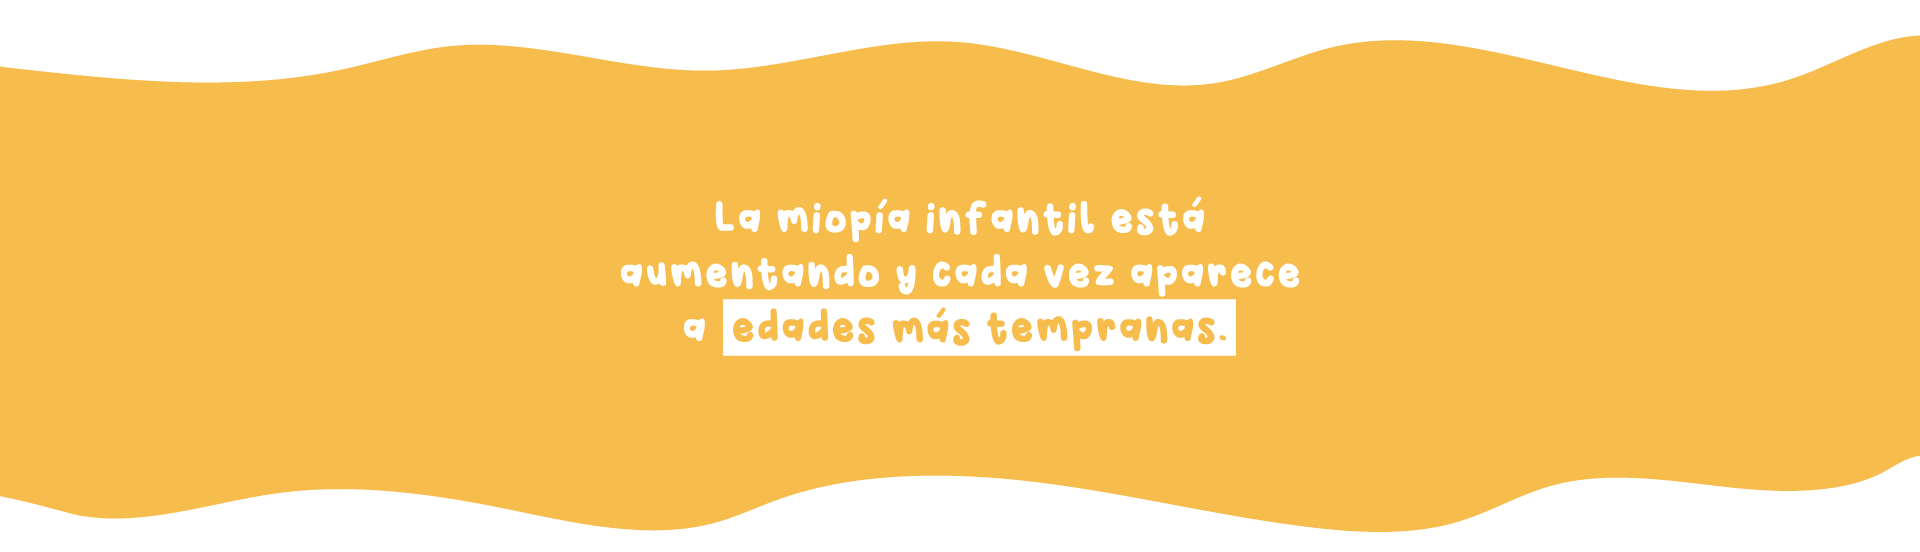 La miopía infantil está
aumentando y cada vez aparece
a edades más tempranas.